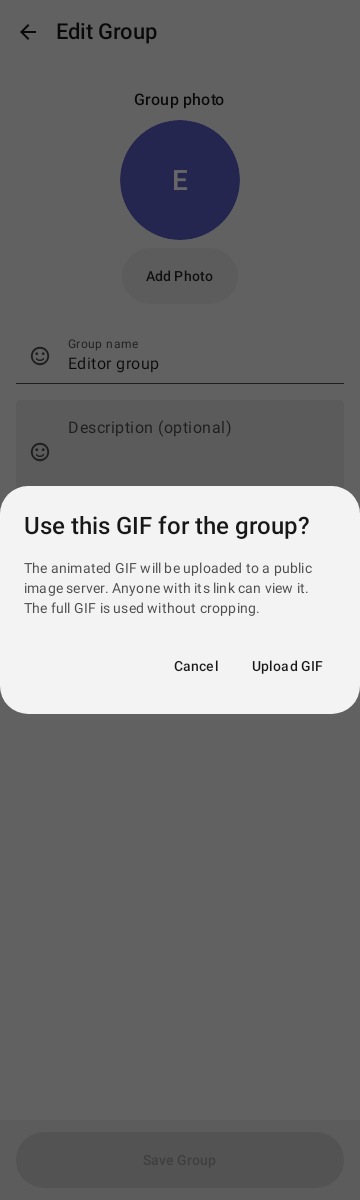 Edit Group
Group photo
E
Add Photo
Group name
Editor group
Description (optional)
Use this GIF for the group?
The animated GIF will be uploaded to a public
image server. Anyone with its link can view it.
The full GIF is used without cropping.
Cancel
Upload GIF
Save Group